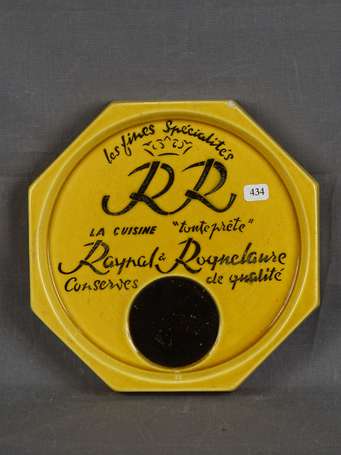 les fines Spécialités
RR
434
LA CUISINE "toute prête"
Raynal & Roquelaure
Conserves de qualité